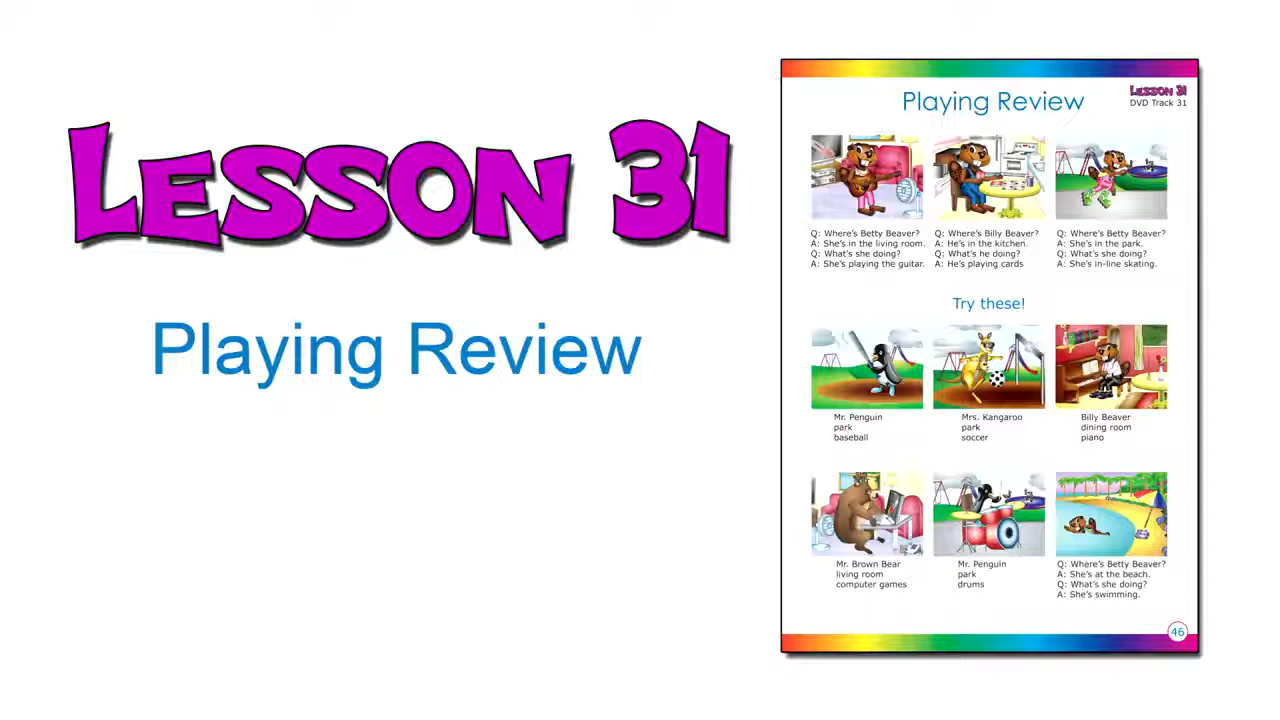 LESSON 31
Playing Review
Playing Review
LESSON 31
DVD Track 31
Q: Where's Betty Beaver?
A: She's in the living room.
Q: What's she doing?
A: She's playing the guitar.
Q: Where's Billy Beaver?
A: He's in the kitchen.
Q: What's he doing?
A: He's playing cards
Q: Where's Betty Beaver?
A: She's in the park.
Q: What's she doing?
A: She's in-line skating.
Try these!
Mr. Penguin
park
baseball
Mrs. Kangaroo
park
soccer
Billy Beaver
dining room
piano
Mr. Brown Bear
living room
computer games
Mr. Penguin
park
drums
Q: Where's Betty Beaver?
A: She's at the beach.
Q: What's she doing?
A: She's swimming.
46